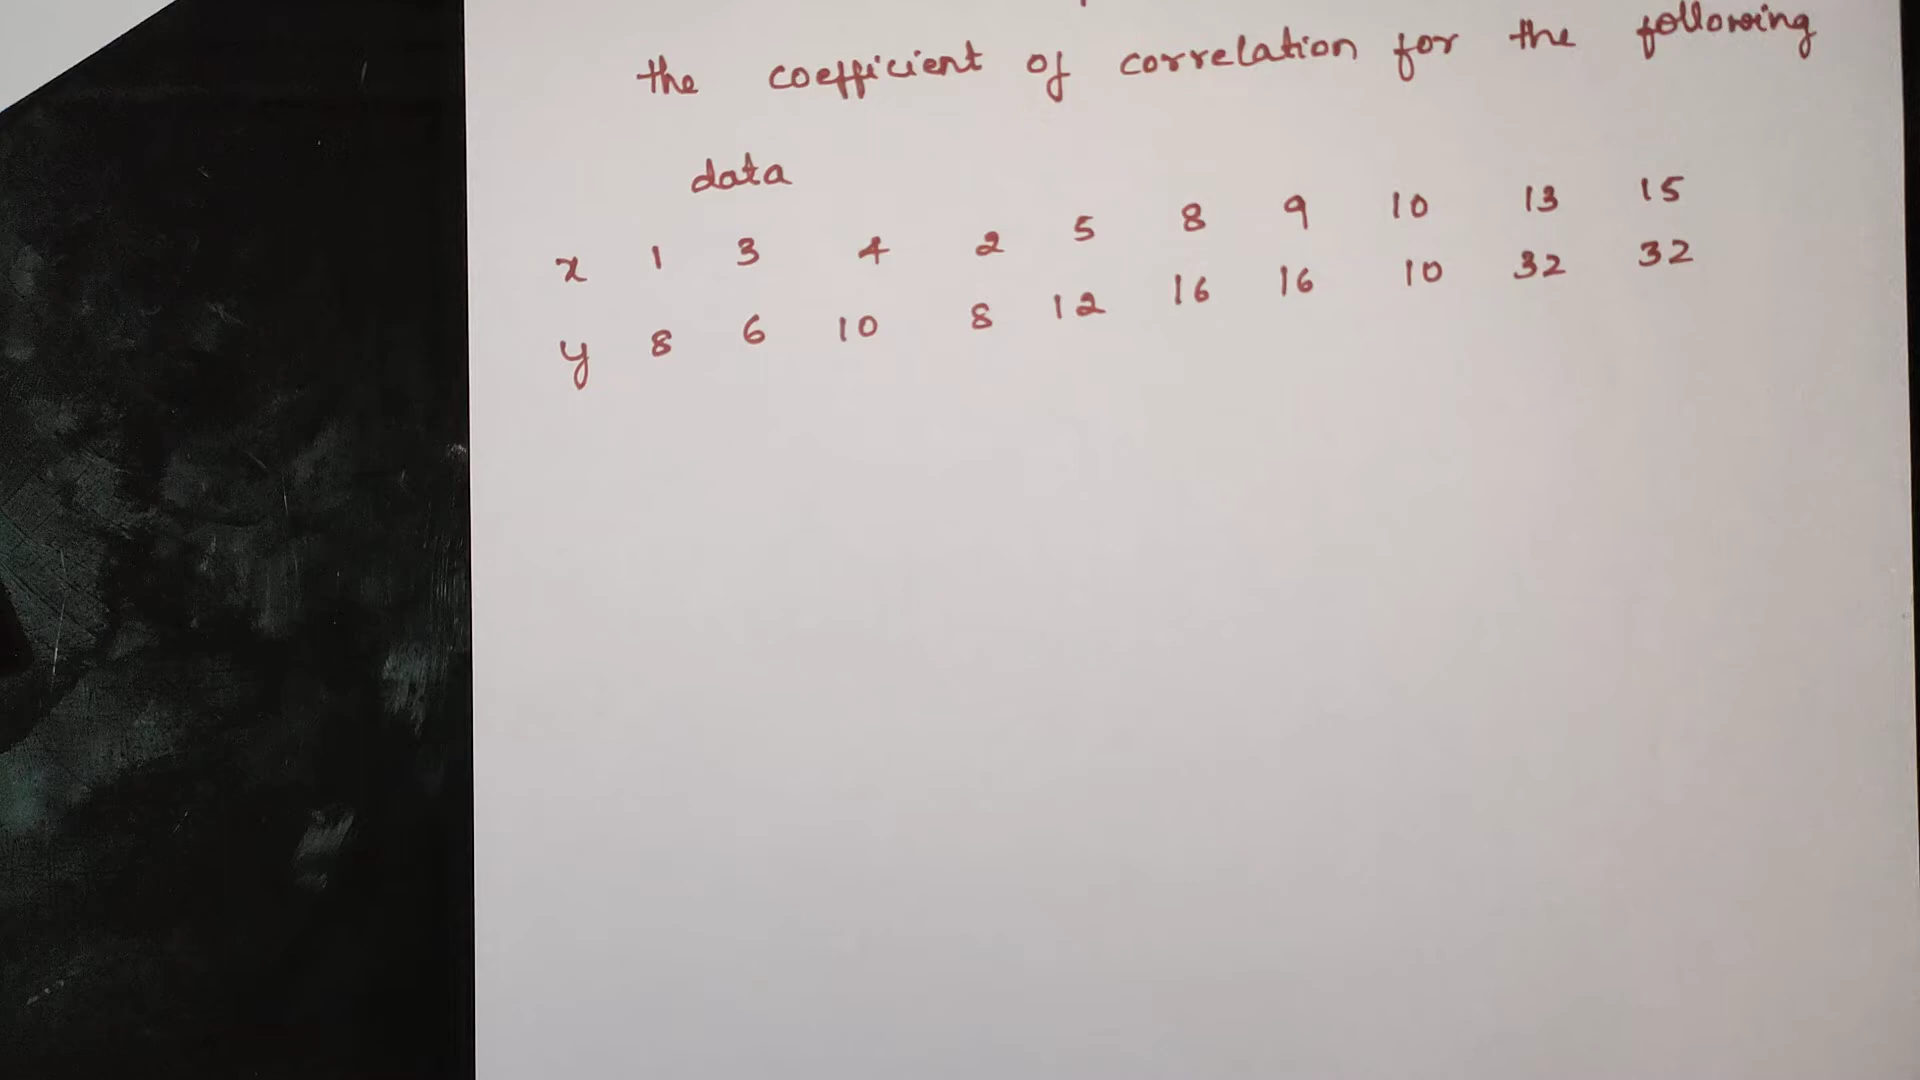 the coefficient of correlation for the following
data
x 1 3 4 2 5 8 9 10 13 15
y 8 6 10 8 12 16 16 10 32 32